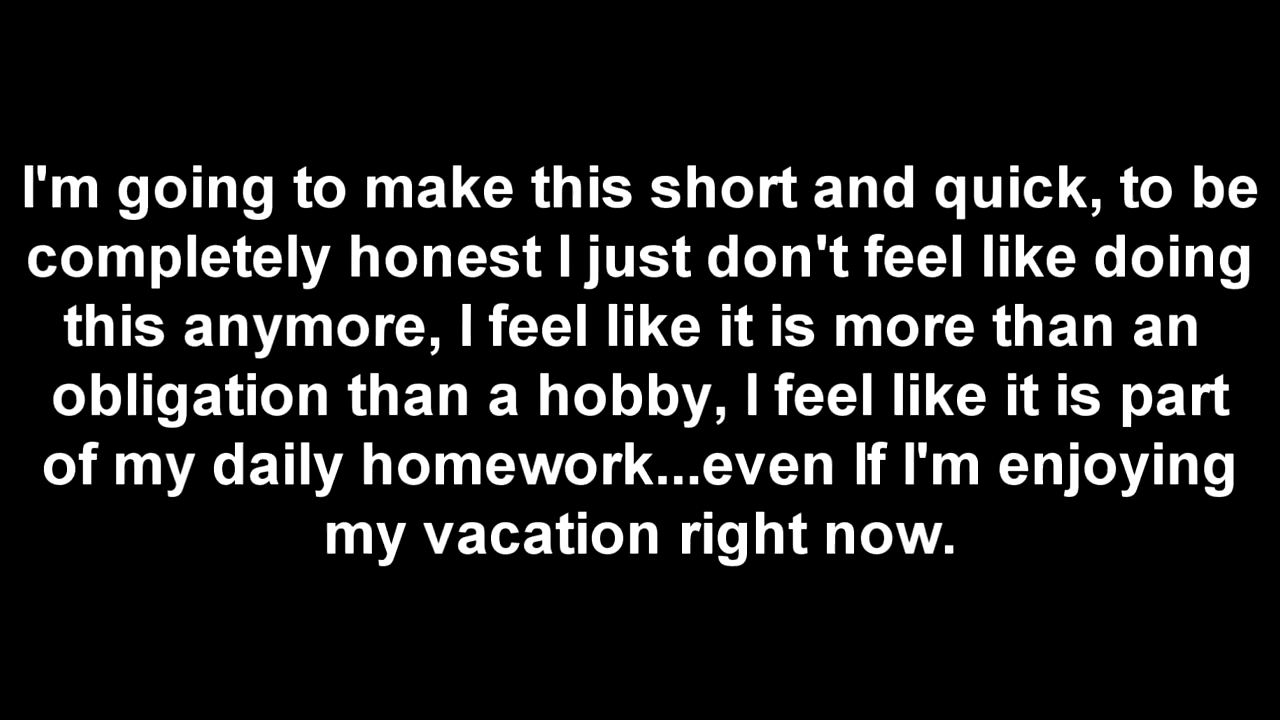 I'm going to make this short and quick, to be
completely honest I just don't feel like doing
this anymore, I feel like it is more than an
obligation than a hobby, I feel like it is part
of my daily homework...even If I'm enjoying
my vacation right now.